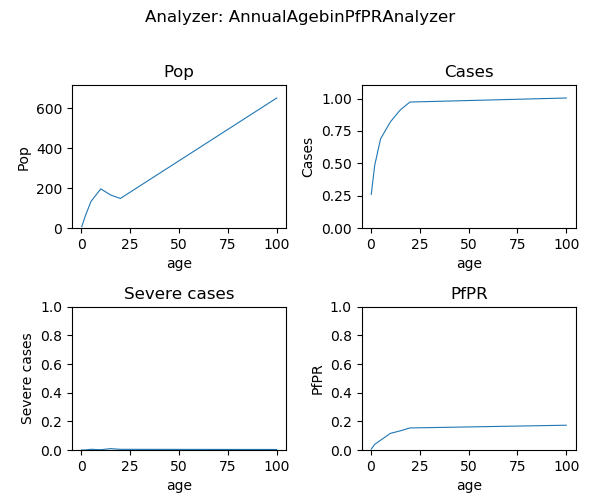 Analyzer: AnnualAgebinPfPRAnalyzer
Pop
Cases
600
400
200
0
Pop
0 25 50 75 100
age
1.00
0.75
0.50
0.25
0.00
Cases
0 25 50 75 100
age
Severe cases
PfPR
1.0
0.8
0.6
0.4
0.2
0.0
Severe cases
0 25 50 75 100
age
1.0
0.8
0.6
0.4
0.2
0.0
PfPR
0 25 50 75 100
age